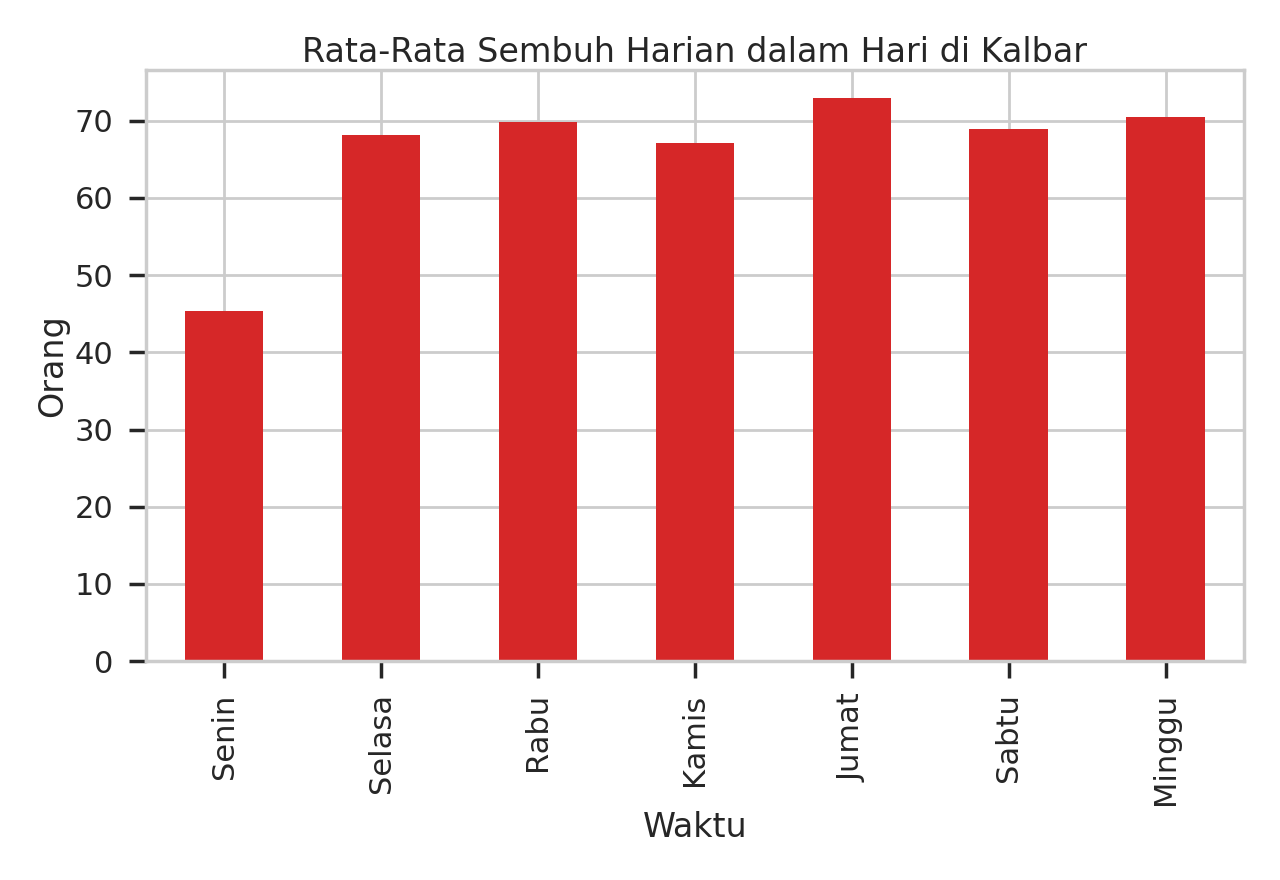 Rata-Rata Sembuh Harian dalam Hari di Kalbar
70
60
50
40
30
20
10
0
Orang
Senin
Selasa
Rabu
Kamis
Jumat
Sabtu
Minggu
Waktu